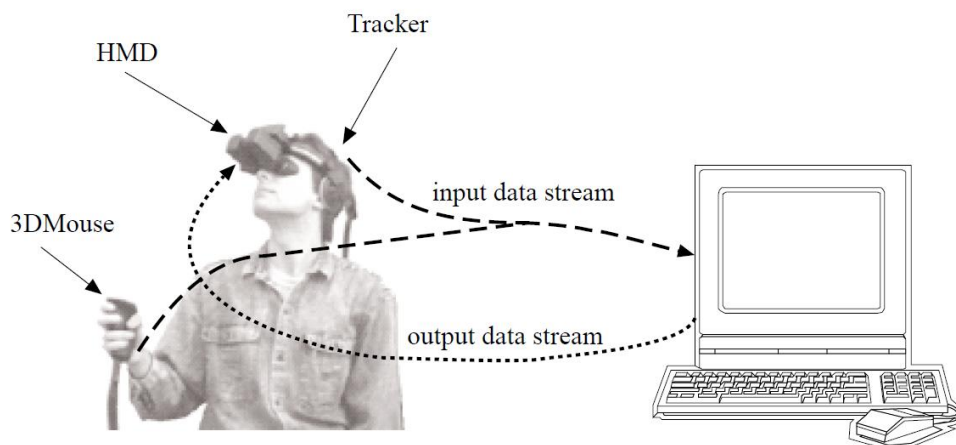 Tracker
HMD
input data stream
3DMouse
output data stream